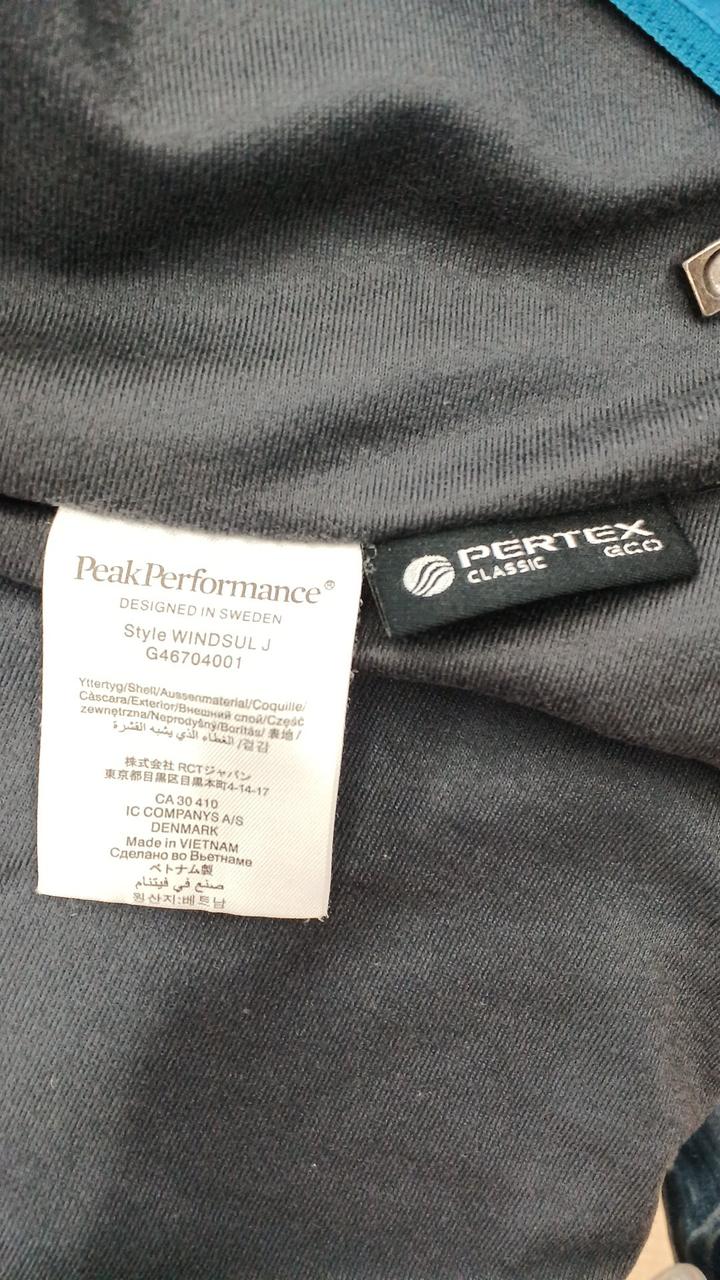 PeakPerformance®
DESIGNED IN SWEDEN
Style WINDSUL J
G46704001
Yttertyg/Shell/Aussenmaterial/Coquille/
Cáscara/Exterior/Внешний слой/Część
zewnętrzna/Neprodyšný/Borítás/ 表地 /
الغطاء الذي يشبه القشرة /겉감
株式会社 RCTジャパン
東京都目黒区目黒本町4-14-17
CA 30 410
IC COMPANYS A/S
DENMARK
Made in VIETNAM
Сделано во Вьетнаме
ベトナム製
صنع في فيتنام
원산지:베트남
PERTEX
CLASSIC ECO